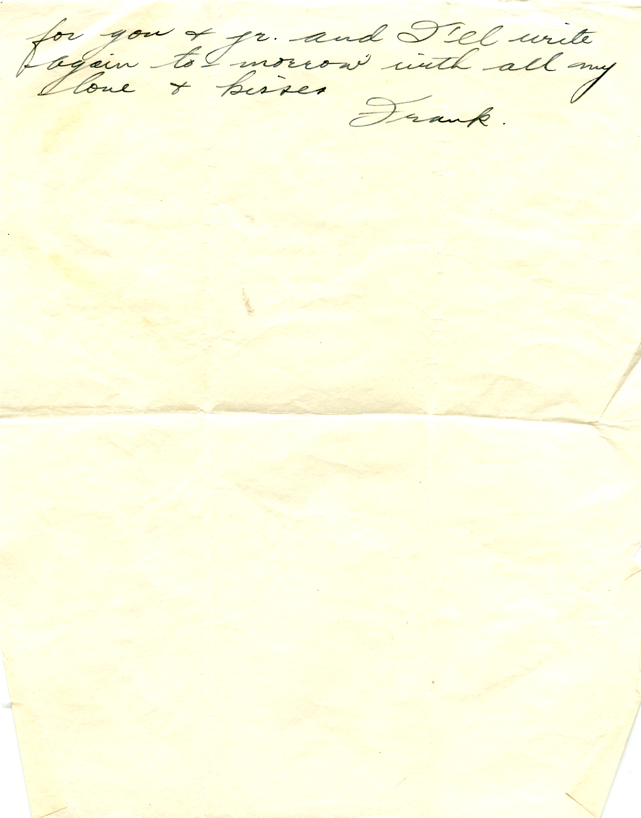 for you & jr. and I'll write
again to-morrow with all my
love & kisses
Frank.